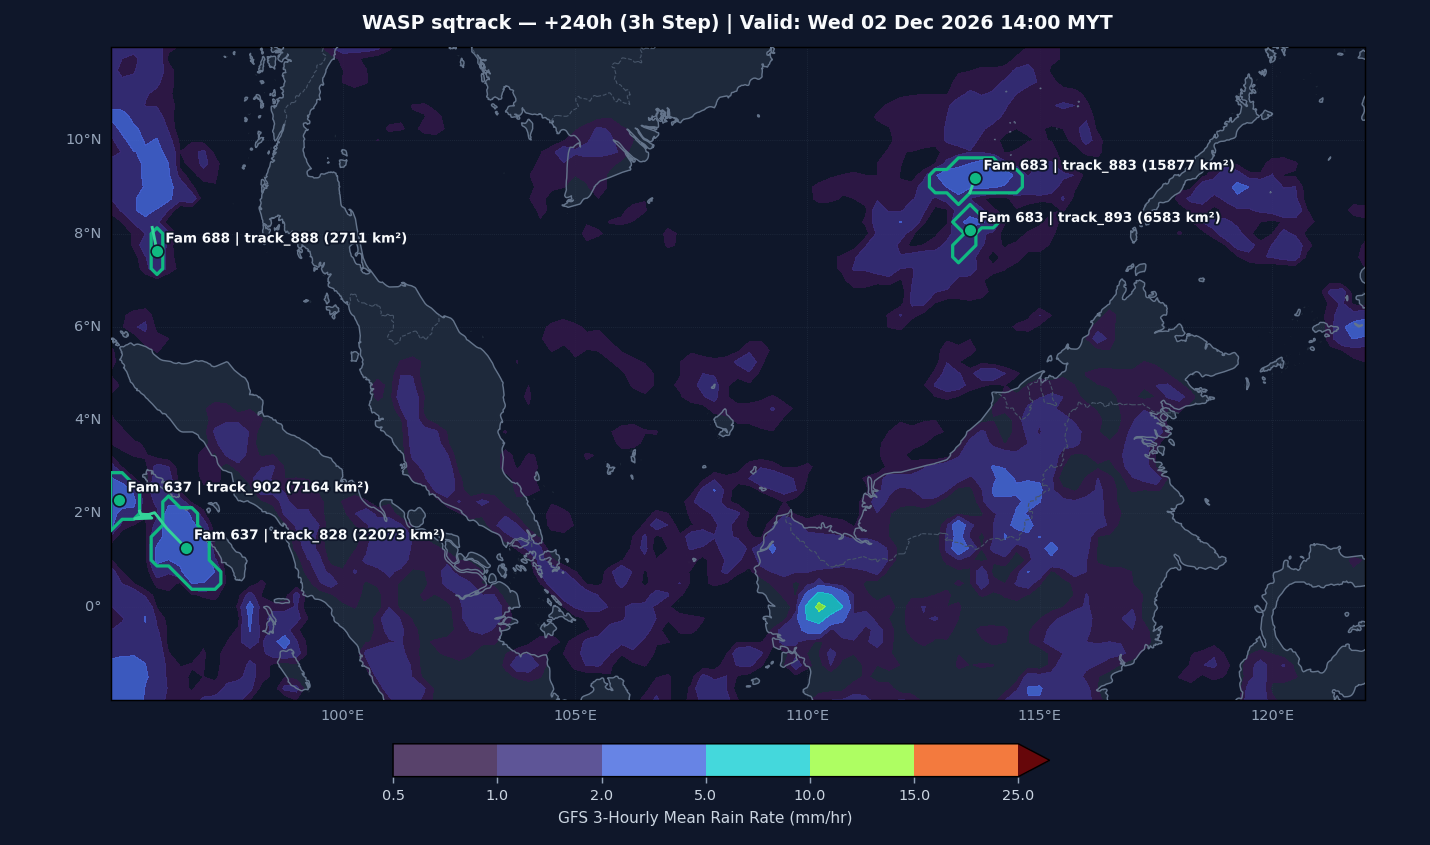 WASP sqtrack — +240h (3h Step) | Valid: Wed 02 Dec 2026 14:00 MYT
10°N
Fam 683 | track_883 (15877 km²)
Fam 683 | track_893 (6583 km²)
8°N
Fam 688 | track_888 (2711 km²)
6°N
4°N
Fam 637 | track_902 (7164 km²)
2°N
Fam 637 | track_828 (22073 km²)
0°
100°E 105°E 110°E 115°E 120°E
0.5 1.0 2.0 5.0 10.0 15.0 25.0
GFS 3-Hourly Mean Rain Rate (mm/hr)